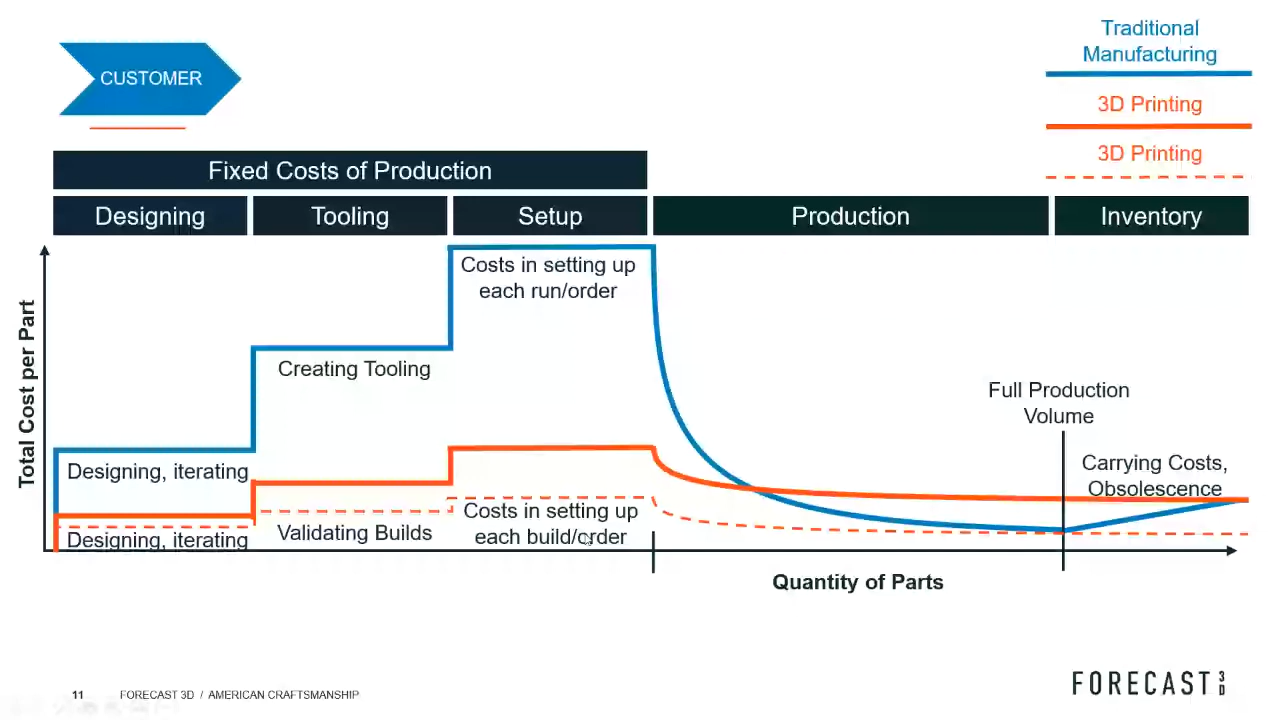 Traditional
Manufacturing
CUSTOMER
3D Printing
3D Printing
Fixed Costs of Production
Designing
Tooling
Setup
Production
Inventory
Costs in setting up
each run/order
Creating Tooling
Full Production
Volume
Total Cost per Part
Designing, iterating
Carrying Costs,
Obsolescence
Designing, iterating
Validating Builds
Costs in setting up
each build/order
Quantity of Parts
11 FORECAST 3D / AMERICAN CRAFTSMANSHIP
FORECAST 3D